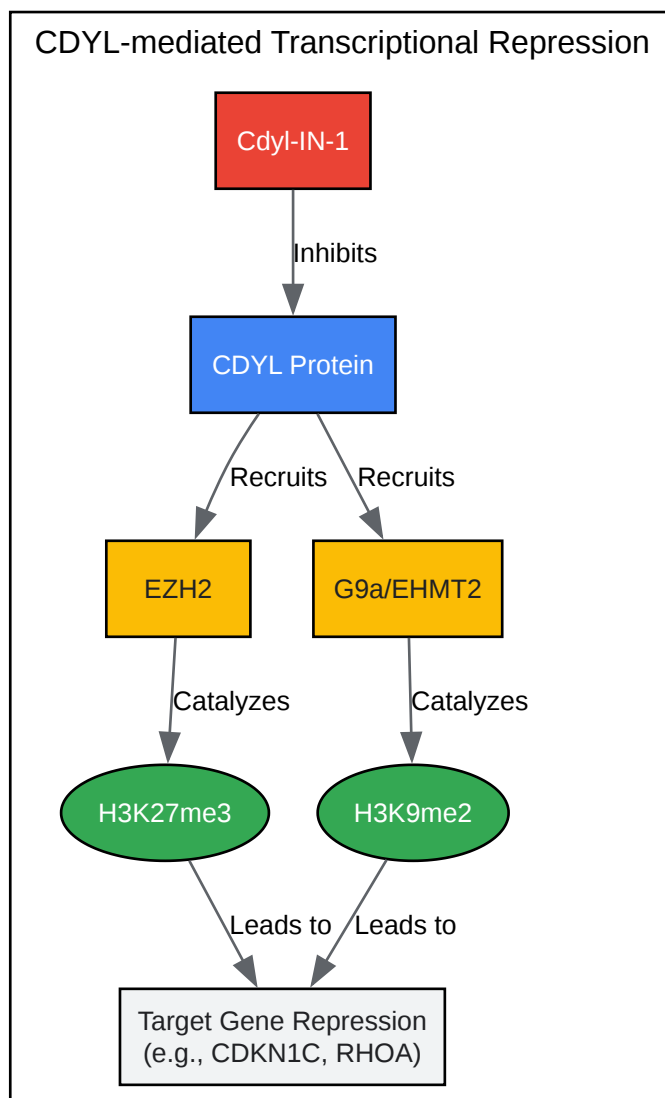 CDYL-mediated Transcriptional Repression
Cdyl-IN-1
Inhibits
CDYL Protein
Recruits
Recruits
EZH2
G9a/EHMT2
Catalyzes
Catalyzes
H3K27me3
H3K9me2
Leads to
Leads to
Target Gene Repression
(e.g., CDKN1C, RHOA)